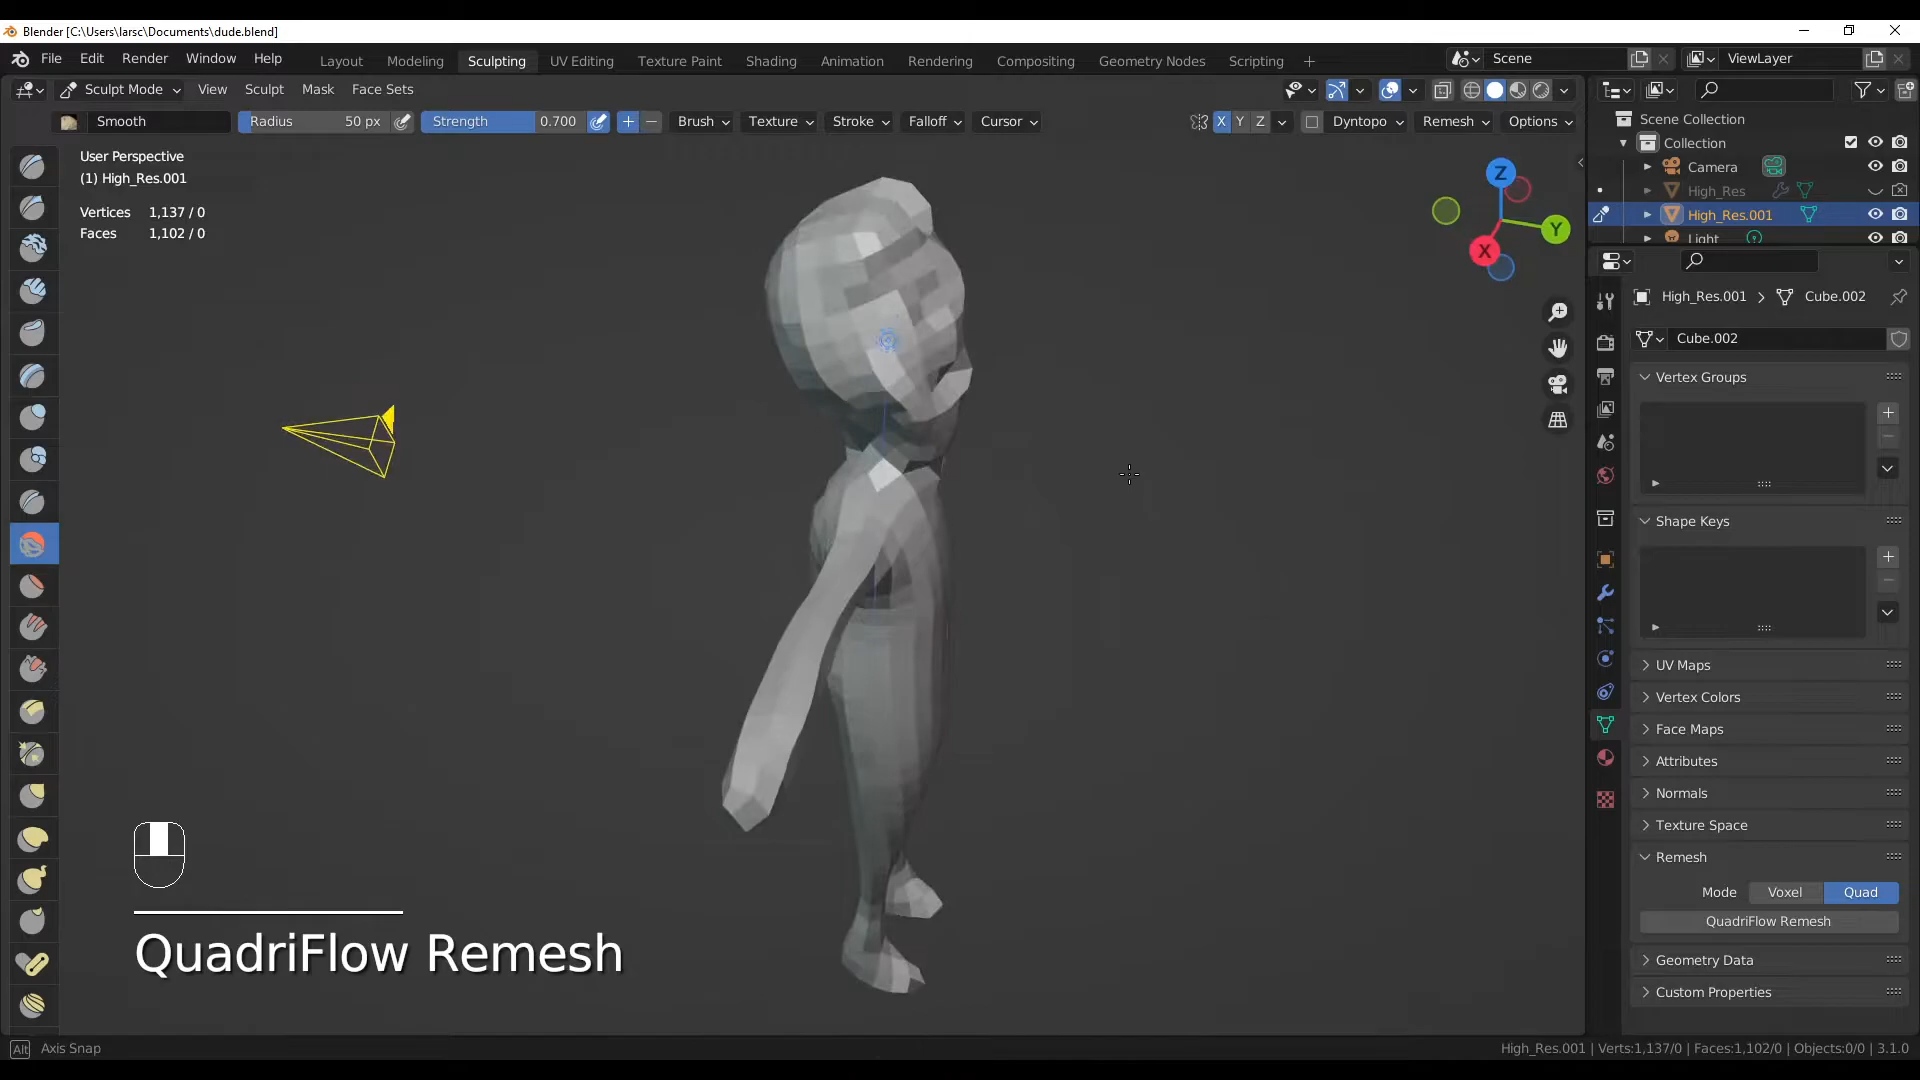 Blender [C:\Users\larsc\Documents\dude.blend]
File Edit Render Window Help
Layout Modeling Sculpting UV Editing Texture Paint Shading Animation Rendering Compositing Geometry Nodes Scripting +
Scene
ViewLayer
Sculpt Mode View Sculpt Mask Face Sets
Smooth
Radius 50 px
Strength 0.700
Brush Texture Stroke Falloff Cursor
X Y Z
Dyntopo Remesh Options
User Perspective
(1) High_Res.001
Vertices 1,137 / 0
Faces 1,102 / 0
Z
Y
X
Scene Collection
Collection
Camera
High_Res
High_Res.001
Light
High_Res.001 > Cube.002
Cube.002
Vertex Groups
Shape Keys
UV Maps
Vertex Colors
Face Maps
Attributes
Normals
Texture Space
Remesh
Mode Voxel Quad
QuadriFlow Remesh
Geometry Data
Custom Properties
QuadriFlow Remesh
Alt Axis Snap
High_Res.001 | Verts:1,137/0 | Faces:1,102/0 | Objects:0/0 | 3.1.0